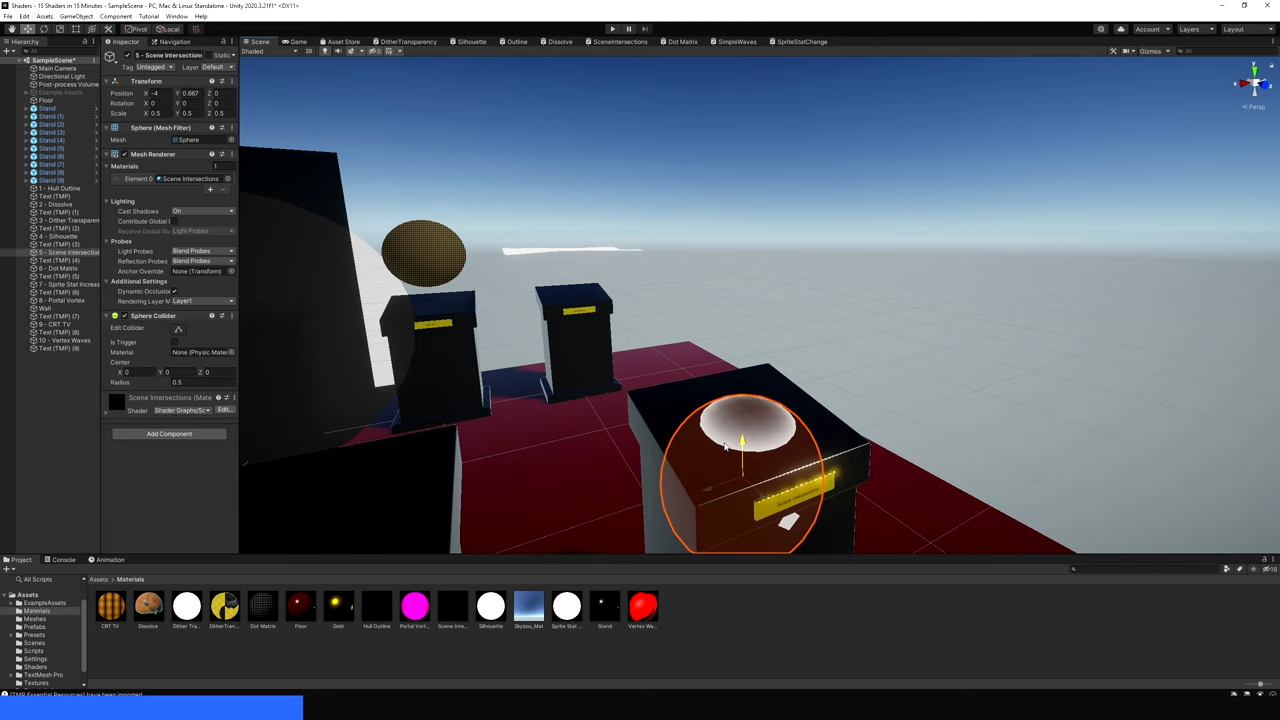 Shaders - 15 Shaders in 15 Minutes - SampleScene - PC, Mac & Linux Standalone - Unity 2020.3.21f1* <DX11>
File Edit Assets GameObject Component Tutorial Window Help
Pivot Local Account Layers Layout
Hierarchy Inspector Navigation Scene Game Asset Store DitherTransparency Silhouette Outline Dissolve SceneIntersections Dot Matrix SimpleWaves SpriteStatChange
Shaded 2D Gizmos All
SampleScene*
Main Camera
Directional Light
Post-process Volume
Example Assets
Floor
Stand
Stand (1)
Stand (2)
Stand (3)
Stand (4)
Stand (5)
Stand (6)
Stand (7)
Stand (8)
Stand (9)
1 - Hull Outline
Text (TMP)
2 - Dissolve
Text (TMP) (1)
3 - Dither Transparen
Text (TMP) (2)
4 - Silhouette
Text (TMP) (3)
5 - Scene Intersection
Text (TMP) (4)
6 - Dot Matrix
Text (TMP) (5)
7 - Sprite Stat Increas
Text (TMP) (6)
8 - Portal Vortex
Wall
Text (TMP) (7)
9 - CRT TV
Text (TMP) (8)
10 - Vertex Waves
Text (TMP) (9)
5 - Scene Intersections Static
Tag Untagged Layer Default
Transform
Position X -4 Y 0.667 Z 0
Rotation X 0 Y 0 Z 0
Scale X 0.5 Y 0.5 Z 0.5
Sphere (Mesh Filter)
Mesh Sphere
Mesh Renderer
Materials 1
Element 0 Scene Intersections
Lighting
Cast Shadows On
Contribute Global I
Receive Global Illu Light Probes
Probes
Light Probes Blend Probes
Reflection Probes Blend Probes
Anchor Override None (Transform)
Additional Settings
Dynamic Occlusion
Rendering Layer M Layer1
Sphere Collider
Edit Collider
Is Trigger
Material None (Physic Mater
Center
X 0 Y 0 Z 0
Radius 0.5
Scene Intersections (Mate
Shader Shader Graphs/Sc Edit...
Add Component
Persp
Scene Intersections
Project Console Animation
All Scripts
Assets
ExampleAssets
Materials
Meshes
Prefabs
Presets
Scenes
Scripts
Settings
Shaders
TextMesh Pro
Textures
Assets > Materials
CRT TV Dissolve Dither Tra... DitherTran... Dot Matrix Floor Gold Hull Outline Portal Vort... Scene Inte... Silhouette Skybox_Mat Sprite Stat ... Stand Vertex Wa...
[TMP Essential Resources] have been imported